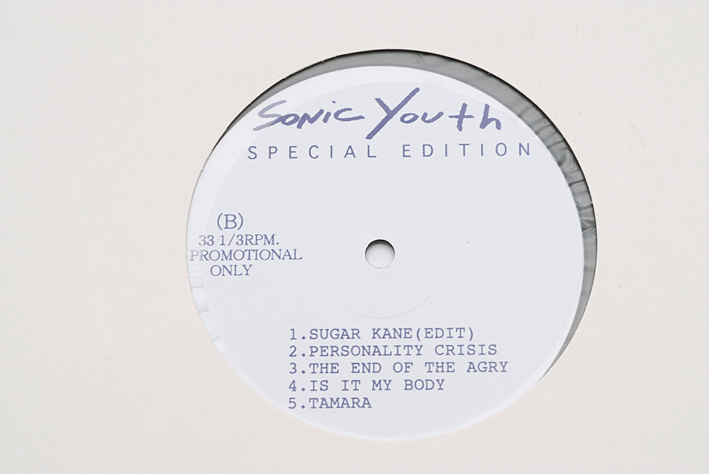 Sonic Youth
SPECIAL EDITION
(B)
33 1/3RPM.
PROMOTIONAL
ONLY
1.SUGAR KANE(EDIT)
2.PERSONALITY CRISIS
3.THE END OF THE AGRY
4.IS IT MY BODY
5.TAMARA